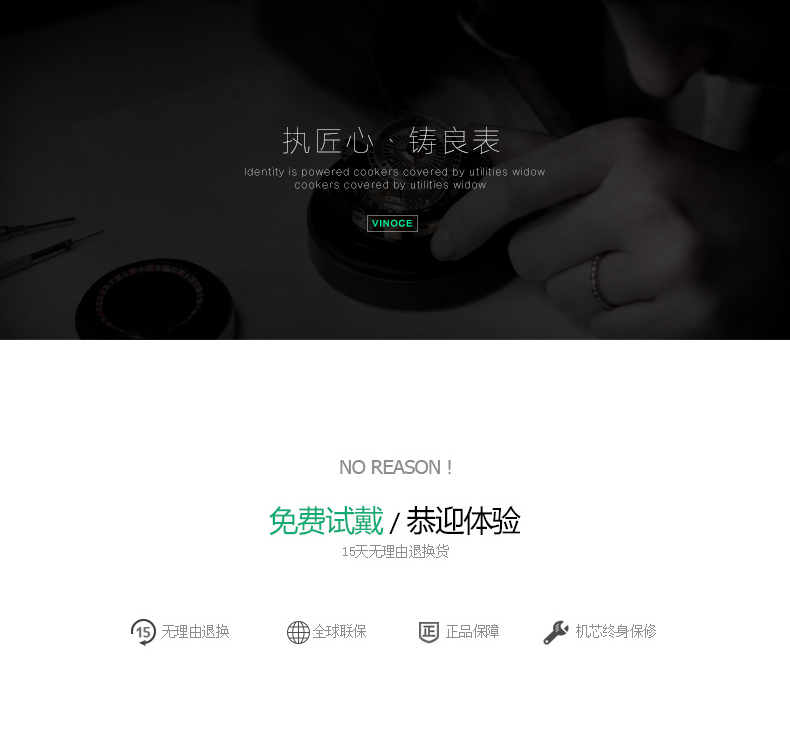 执匠心、铸良表
Identity is powered cookers covered by utilities widow
cookers covered by utilities widow
VINOCE
NO REASON !
免费试戴 / 恭迎体验
15天无理由退换货
15 无理由退换 全球联保 正 正品保障 机芯终身保修